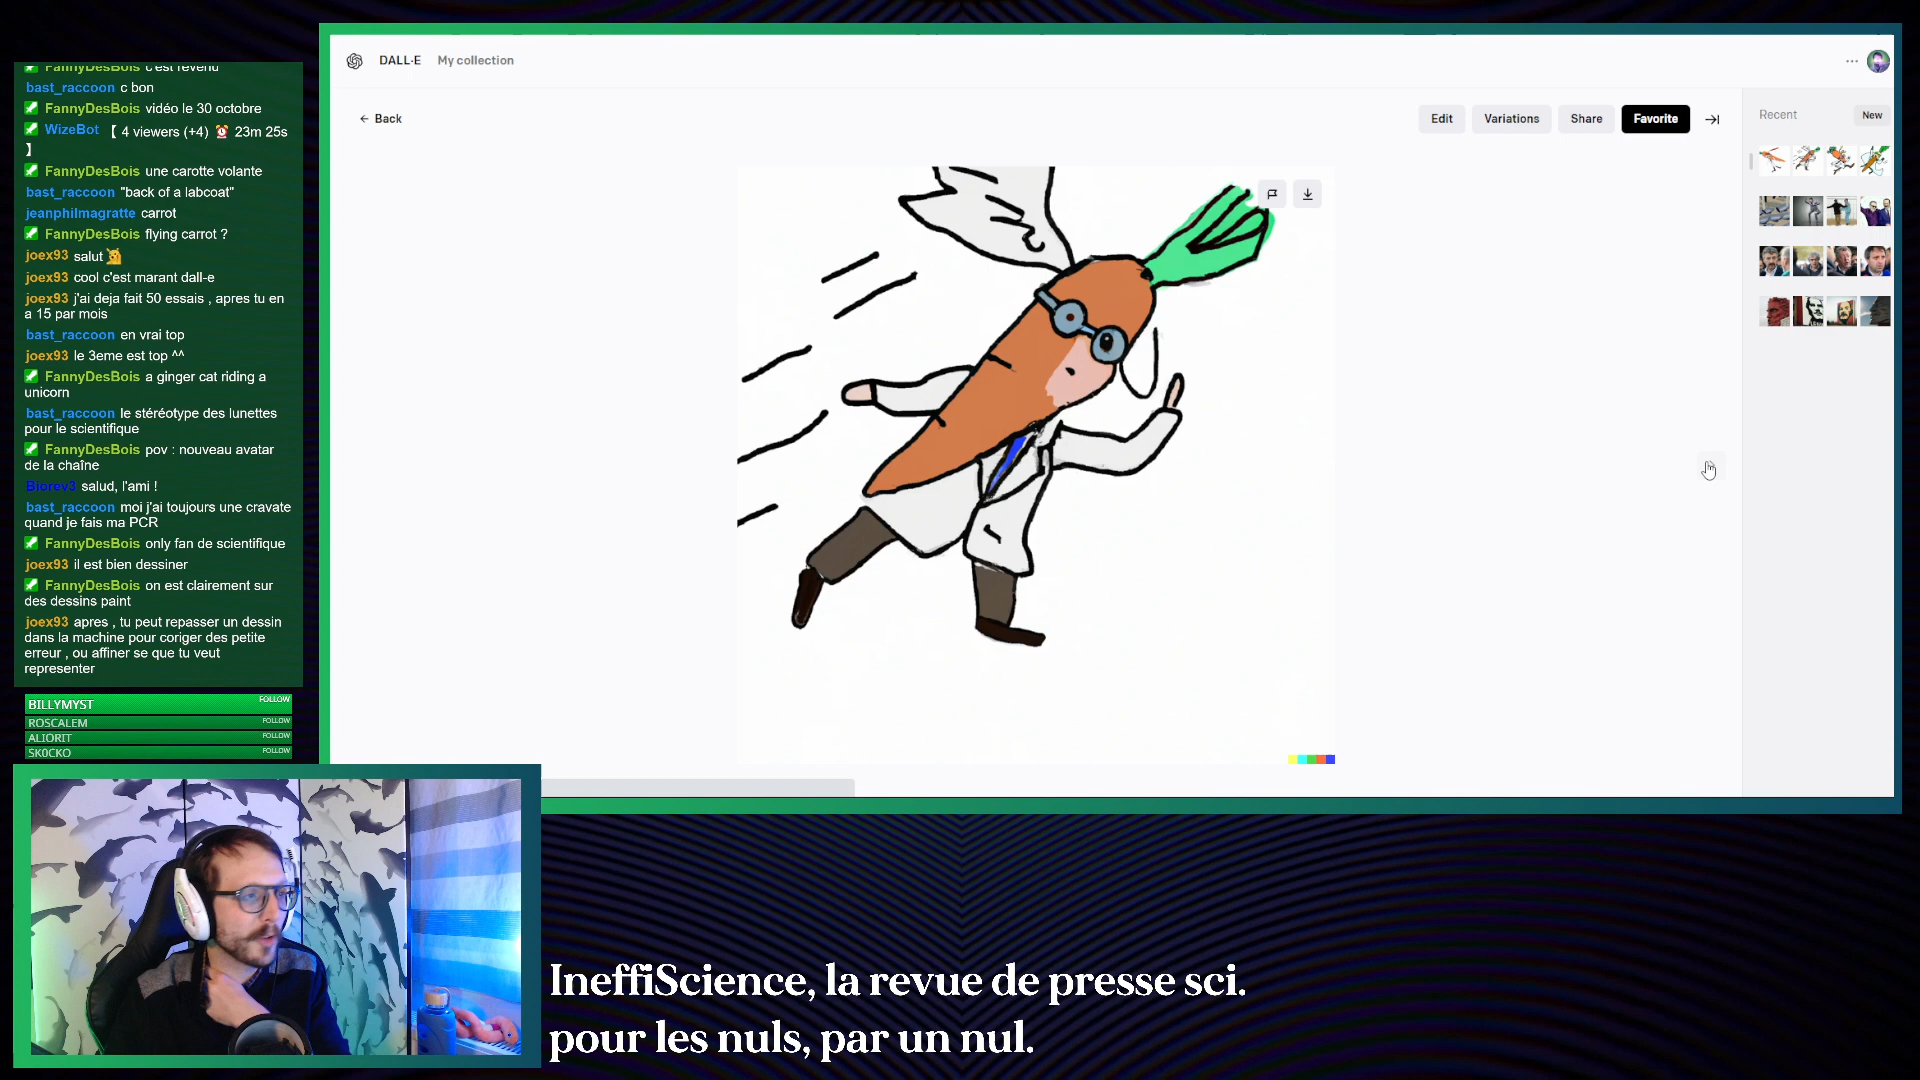 FannyDesBois c'est revenu
bast_raccoon c bon
FannyDesBois vidéo le 30 octobre
WizeBot 【 4 viewers (+4) ⏰ 23m 25s
】
FannyDesBois une carotte volante
bast_raccoon "back of a labcoat"
jeanphilmagratte carrot
FannyDesBois flying carrot ?
joex93 salut
joex93 cool c'est marant dall-e
joex93 j'ai deja fait 50 essais , apres tu en
a 15 par mois
bast_raccoon en vrai top
joex93 le 3eme est top ^^
FannyDesBois a ginger cat riding a
unicorn
bast_raccoon le stéréotype des lunettes
pour le scientifique
FannyDesBois pov : nouveau avatar
de la chaîne
Biorev3 salud, l'ami !
bast_raccoon moi j'ai toujours une cravate
quand je fais ma PCR
FannyDesBois only fan de scientifique
joex93 il est bien dessiner
FannyDesBois on est clairement sur
des dessins paint
joex93 apres , tu peut repasser un dessin
dans la machine pour coriger des petite
erreur , ou affiner se que tu veut
representer
BILLYMYST FOLLOW
ROSCALEM FOLLOW
ALIORIT FOLLOW
SK0CKO FOLLOW
DALL·E My collection
← Back
Edit Variations Share Favorite
Recent New
IneffiScience, la revue de presse sci.
pour les nuls, par un nul.